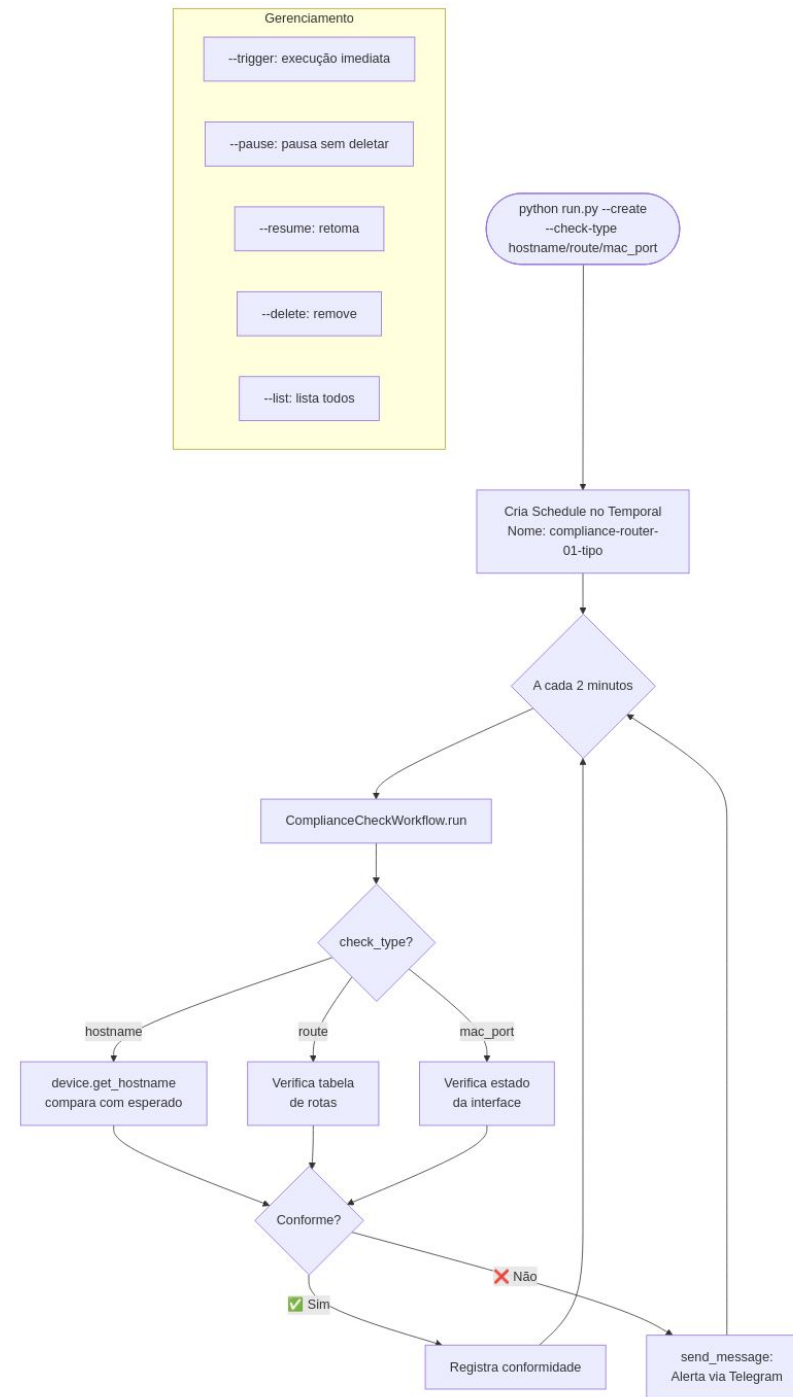 Gerenciamento
--trigger: execução imediata
--pause: pausa sem deletar
--resume: retoma
--delete: remove
--list: lista todos
python run.py --create
--check-type
hostname/route/mac_port
Cria Schedule no Temporal
Nome: compliance-router-
01-tipo
A cada 2 minutos
ComplianceCheckWorkflow.run
check_type?
hostname
route
mac_port
device.get_hostname
compara com esperado
Verifica tabela
de rotas
Verifica estado
da interface
Conforme?
❌ Não
✅ Sim
Registra conformidade
send_message:
Alerta via Telegram